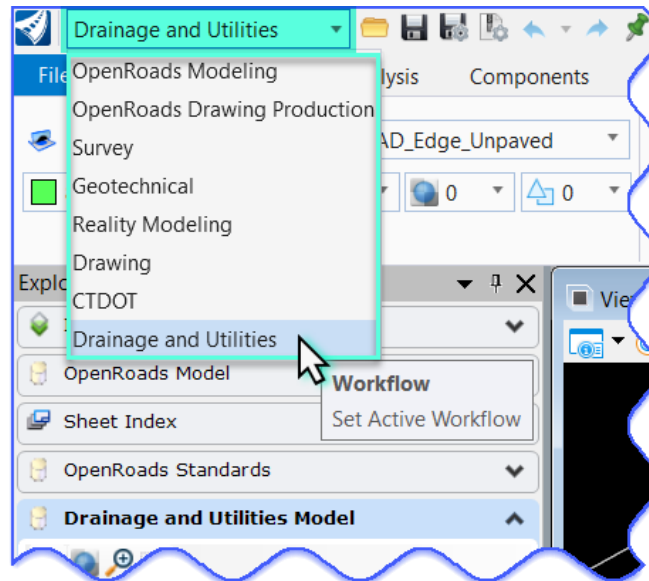 Drainage and Utilities
File
OpenRoads Modeling
lysis
Components
OpenRoads Drawing Production
Survey
AD_Edge_Unpaved
Geotechnical
0
0
Reality Modeling
Drawing
CTDOT
Drainage and Utilities
OpenRoads Model
Workflow
Set Active Workflow
Sheet Index
OpenRoads Standards
Drainage and Utilities Model